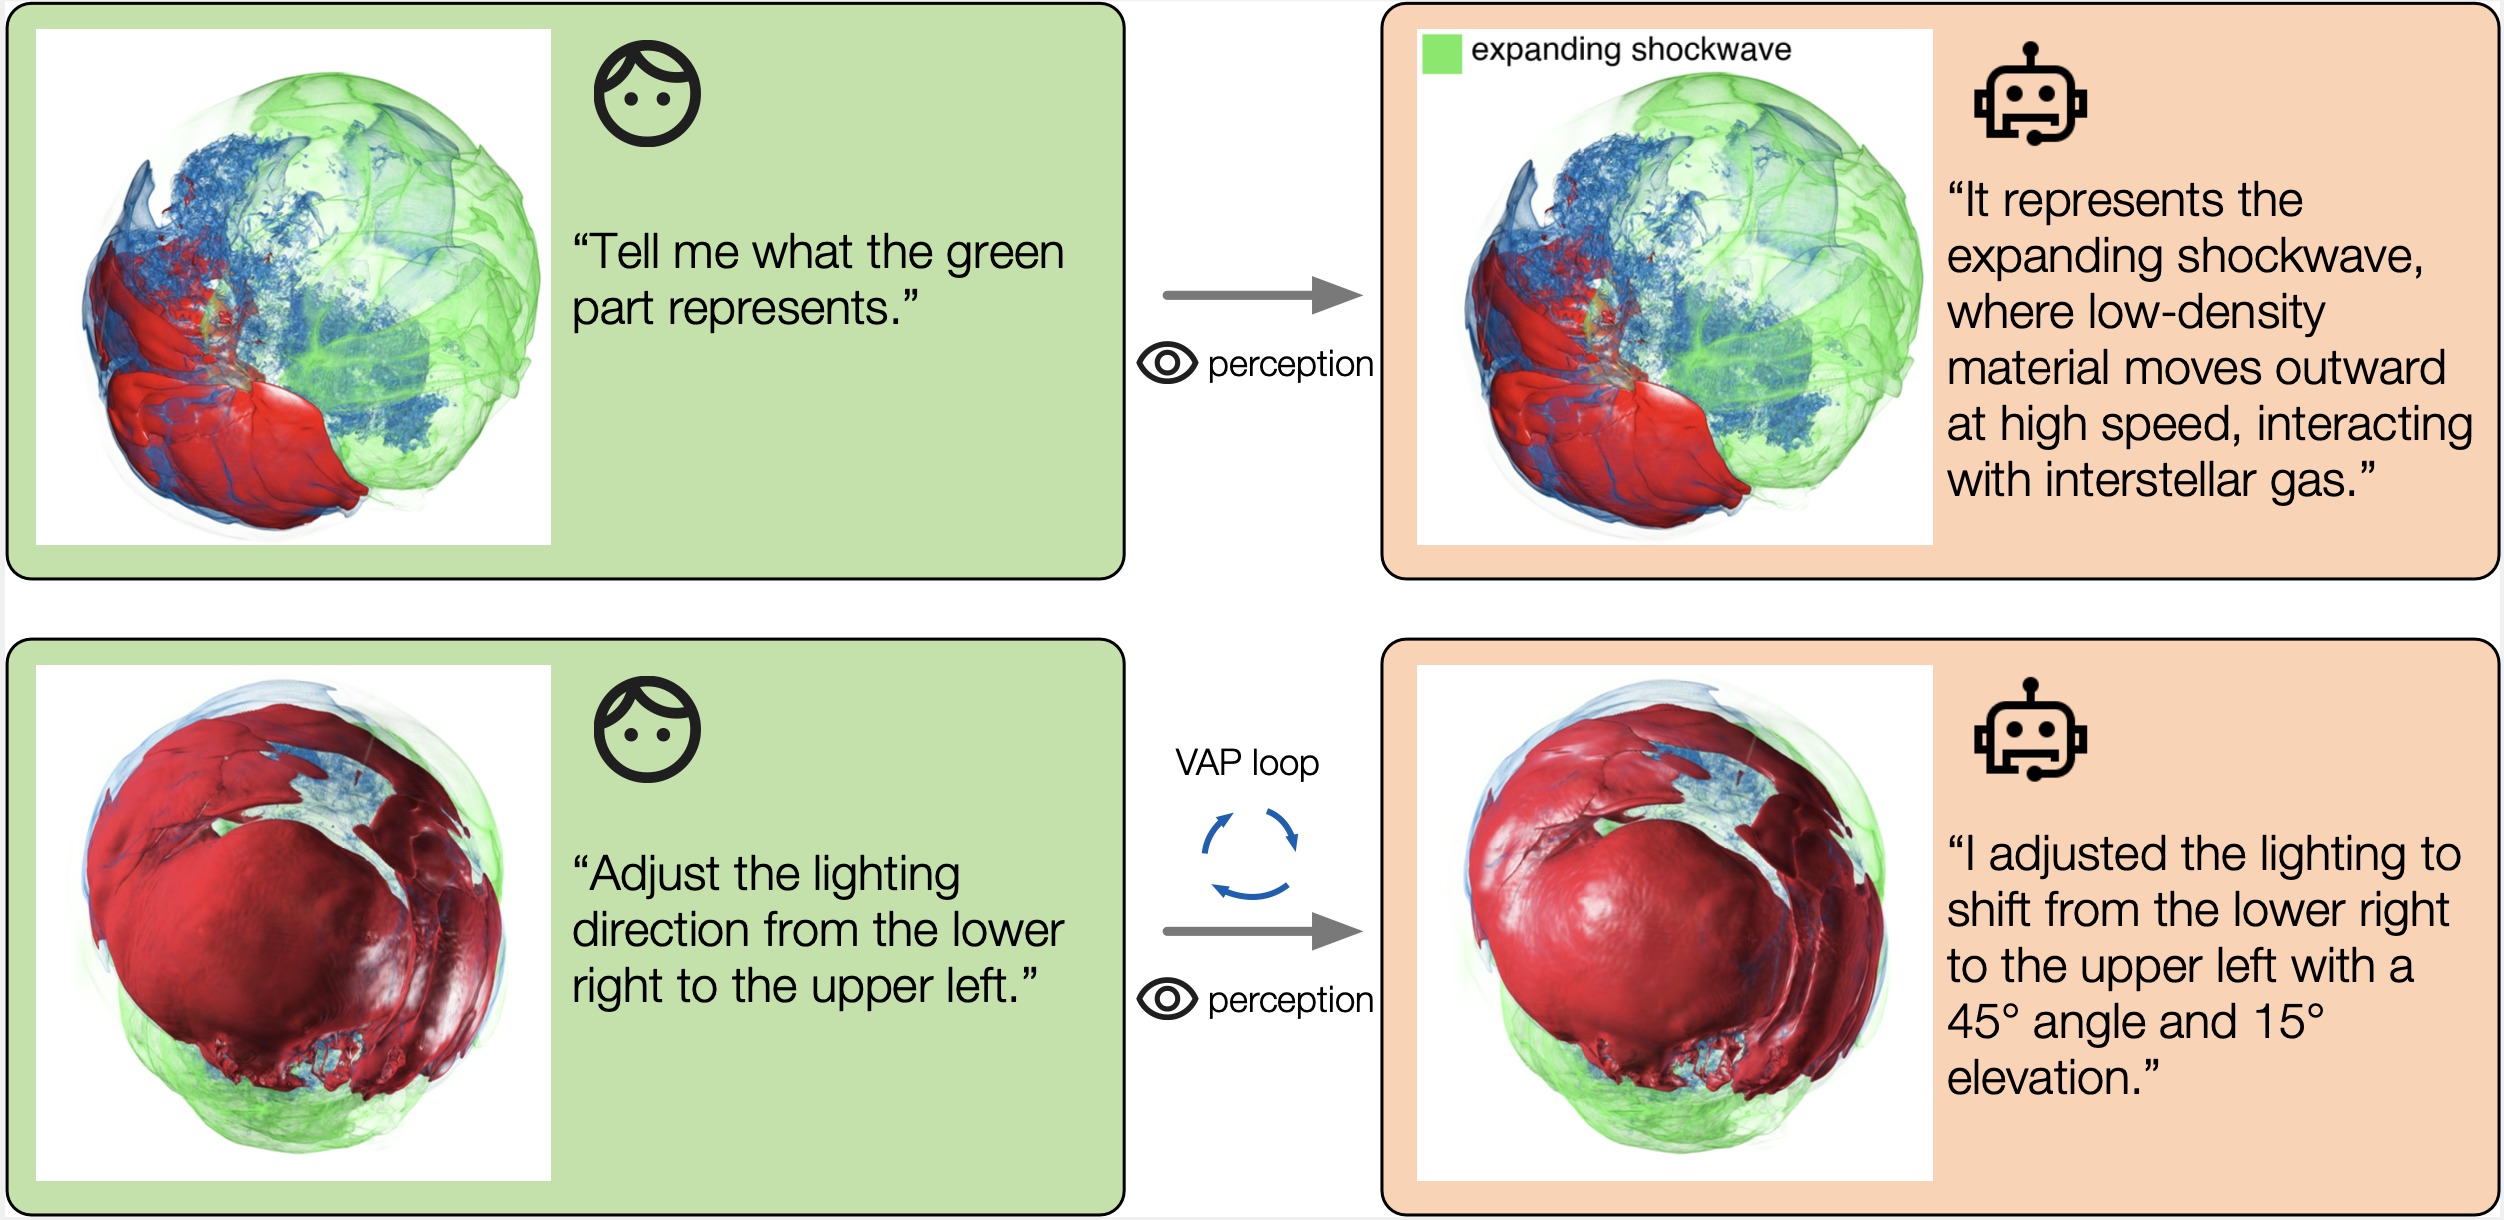 “Tell me what the green
part represents.”
perception
expanding shockwave
“It represents the
expanding shockwave,
where low-density
material moves outward
at high speed, interacting
with interstellar gas.”
“Adjust the lighting
direction from the lower
right to the upper left.”
VAP loop
perception
“I adjusted the lighting to
shift from the lower right
to the upper left with a
45° angle and 15°
elevation.”